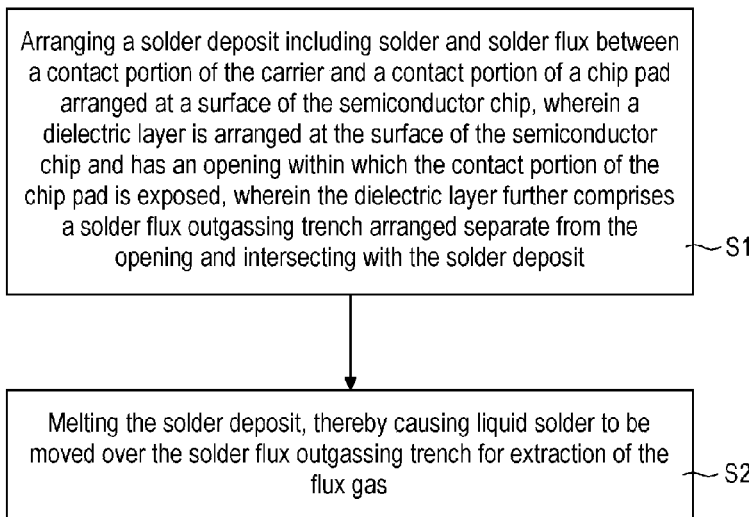 Arranging a solder deposit including solder and solder flux between
a contact portion of the carrier and a contact portion of a chip pad
arranged at a surface of the semiconductor chip, wherein a
dielectric layer is arranged at the surface of the semiconductor
chip and has an opening within which the contact portion of the
chip pad is exposed, wherein the dielectric layer further comprises
a solder flux outgassing trench arranged separate from the
opening and intersecting with the solder deposit
S1
Melting the solder deposit, thereby causing liquid solder to be
moved over the solder flux outgassing trench for extraction of the
flux gas
S2